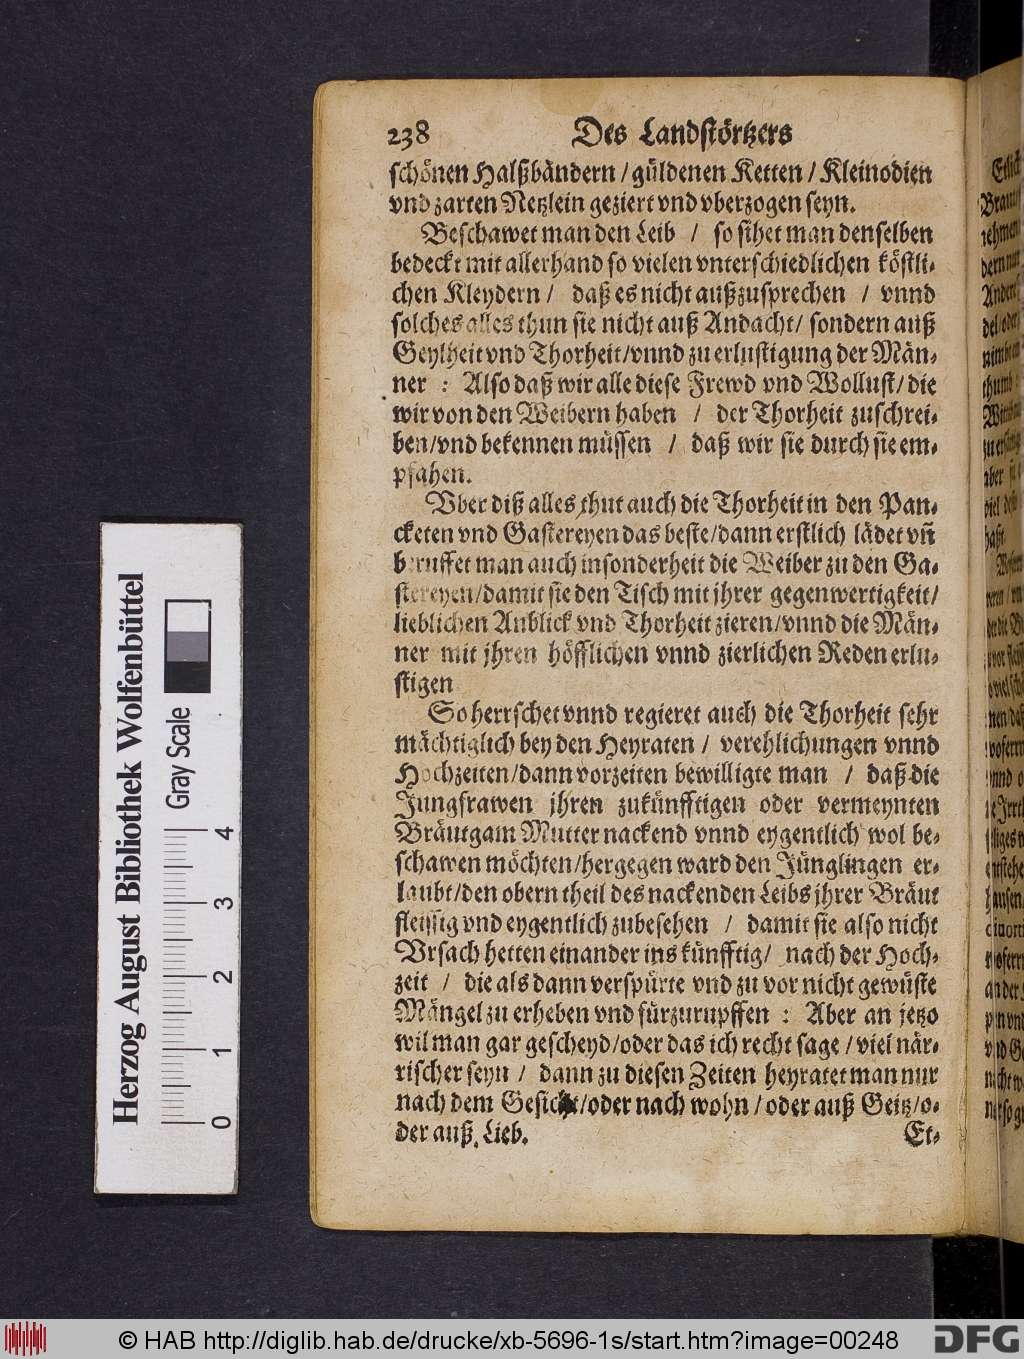 238 Des Landstörtzers
schönen Halßbändern / güldenen Ketten / Kleinodien
vnd zarten Netzlein geziert vnd vberzogen seyn.
Beschawet man den Leib / so sihet man denselben
bedeckt mit allerhand so vielen vnterschiedlichen köstli-
chen Kleydern / daß es nicht außzusprechen / vnnd
solches alles thun sie nicht auß Andacht / sondern auß
Geylheit vnd Thorheit / vnnd zu erlustigung der Män-
ner : Also daß wir alle diese Frewd vnd Wollust / die
wir von den Weibern haben / der Thorheit zuschrei-
ben / vnd bekennen müssen / daß wir sie durch sie em-
pfahen.
Vber diß alles thut auch die Thorheit in den Pan-
cketen vnd Gastereyen das beste / dann erstlich lädet vñ
beruffet man auch insonderheit die Weiber zu den Ga-
stereyen / damit sie den Tisch mit jhrer gegenwertigkeit /
lieblichen Anblick vnd Thorheit zieren / vnnd die Män-
ner mit jhren höfflichen vnnd zierlichen Reden erlu-
stigen
So herrschet vnnd regieret auch die Thorheit sehr
mächtiglich bey den Heyraten / verehlichungen vnnd
Hochzeiten / dann vorzeiten bewilligte man / daß die
Jungfrawen jhren zukünfftigen oder vermeynten
Bräutgam Mutter nackend vnnd eygentlich wol be-
schawen möchten / hergegen ward den Jünglingen er-
laubt / den obern theil des nackenden Leibs jhrer Bräut
fleissig vnd eygentlich zubesehen / damit sie also nicht
Vrsach hetten einander ins künfftig / nach der Hoch-
zeit / die als dann verspürte vnd zu vor nicht gewüste
Mängel zu erheben vnd fürzurupffen : Aber an jetzo
wil man gar gescheyd / oder das ich recht sage / viel när-
rischer seyn / dann zu diesen Zeiten heyratet man nur
nach dem Gesicht / oder nach wohn / oder auß Geitz / o-
der auß Lieb.
Et-
Herzog August Bibliothek Wolfenbüttel
Gray Scale
0 1 2 3 4
© HAB http://diglib.hab.de/drucke/xb-5696-1s/start.htm?image=00248
DFG